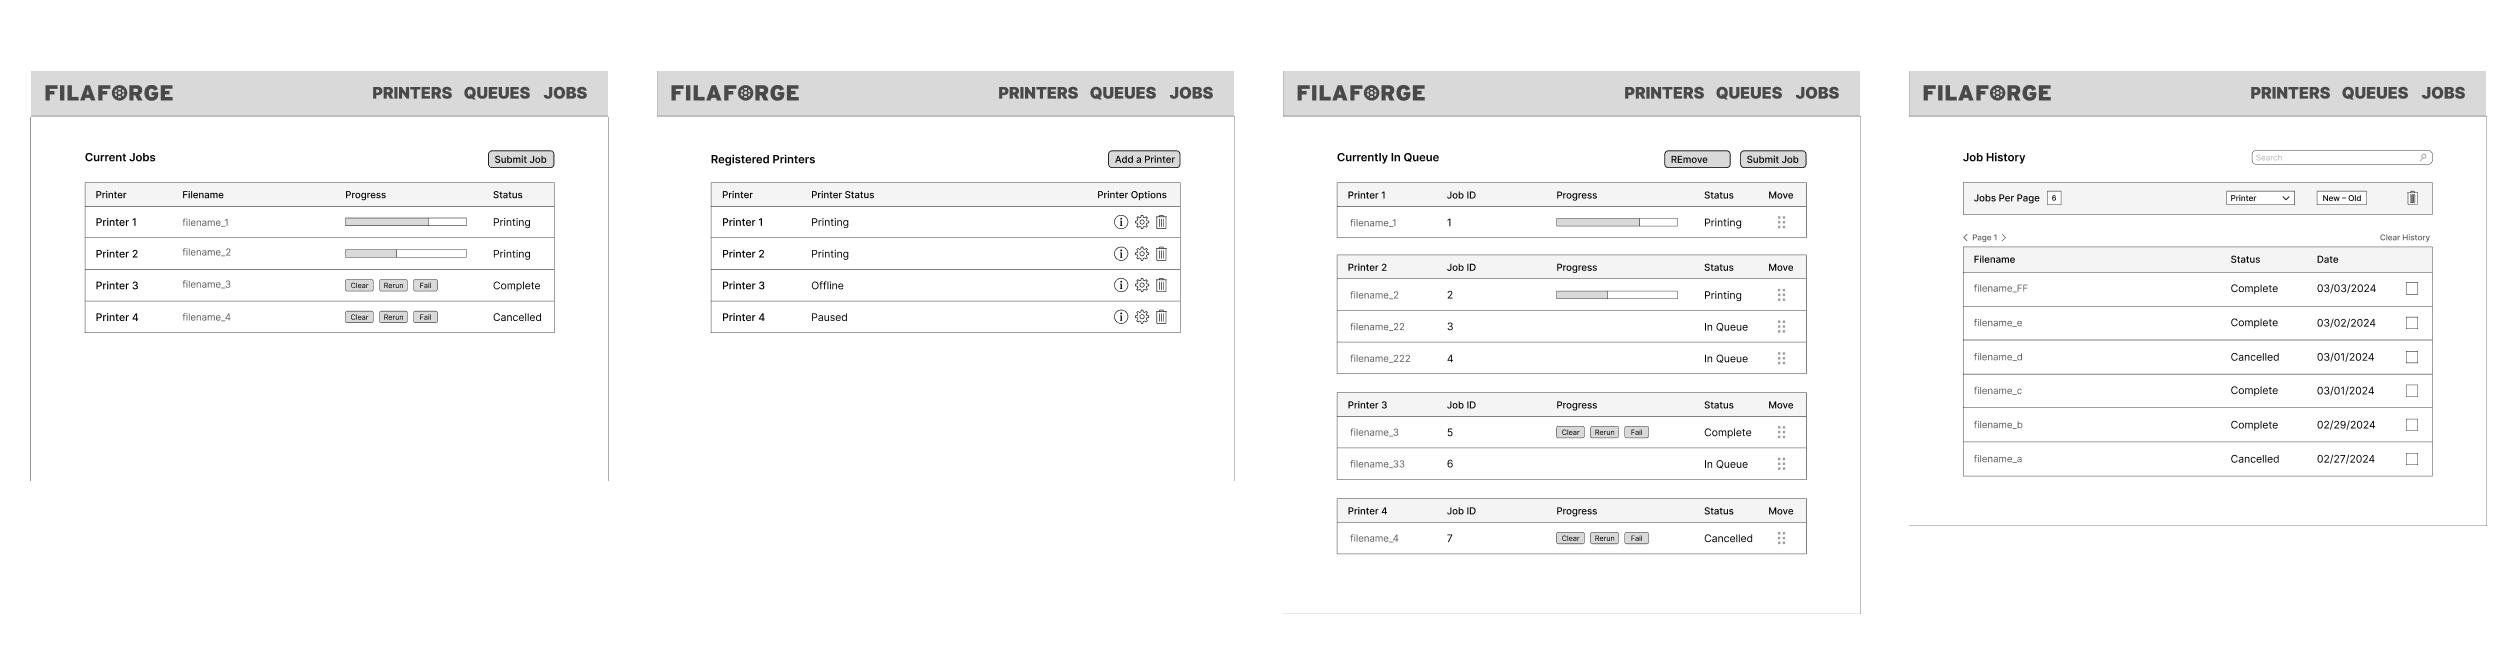 FILAFORGE PRINTERS QUEUES JOBS
Current Jobs Submit Job
Printer Filename Progress Status
Printer 1 filename_1 Printing
Printer 2 filename_2 Printing
Printer 3 filename_3 Clear Rerun Fail Complete
Printer 4 filename_4 Clear Rerun Fail Cancelled
FILAFORGE PRINTERS QUEUES JOBS
Registered Printers Add a Printer
Printer Printer Status Printer Options
Printer 1 Printing
Printer 2 Printing
Printer 3 Offline
Printer 4 Paused
FILAFORGE PRINTERS QUEUES JOBS
Currently In Queue REmove Submit Job
Printer 1 Job ID Progress Status Move
filename_1 1 Printing
Printer 2 Job ID Progress Status Move
filename_2 2 Printing
filename_22 3 In Queue
filename_222 4 In Queue
Printer 3 Job ID Progress Status Move
filename_3 5 Clear Rerun Fail Complete
filename_33 6 In Queue
Printer 4 Job ID Progress Status Move
filename_4 7 Clear Rerun Fail Cancelled
FILAFORGE PRINTERS QUEUES JOBS
Job History Search
Jobs Per Page 6 Printer New – Old
Page 1 Clear History
Filename Status Date
filename_FF Complete 03/03/2024
filename_e Complete 03/02/2024
filename_d Cancelled 03/01/2024
filename_c Complete 03/01/2024
filename_b Complete 02/29/2024
filename_a Cancelled 02/27/2024